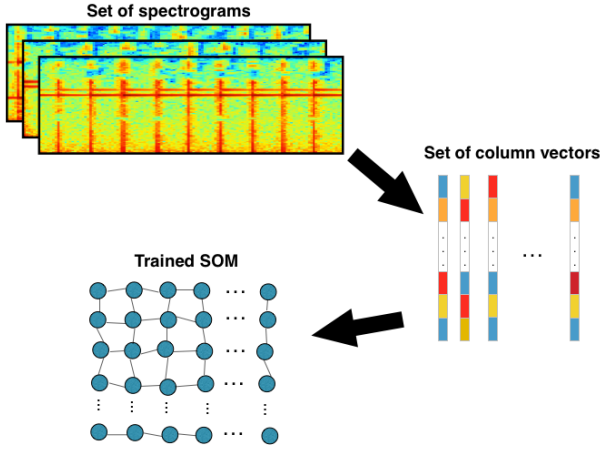 Set of spectrograms
Set of column vectors
Trained SOM